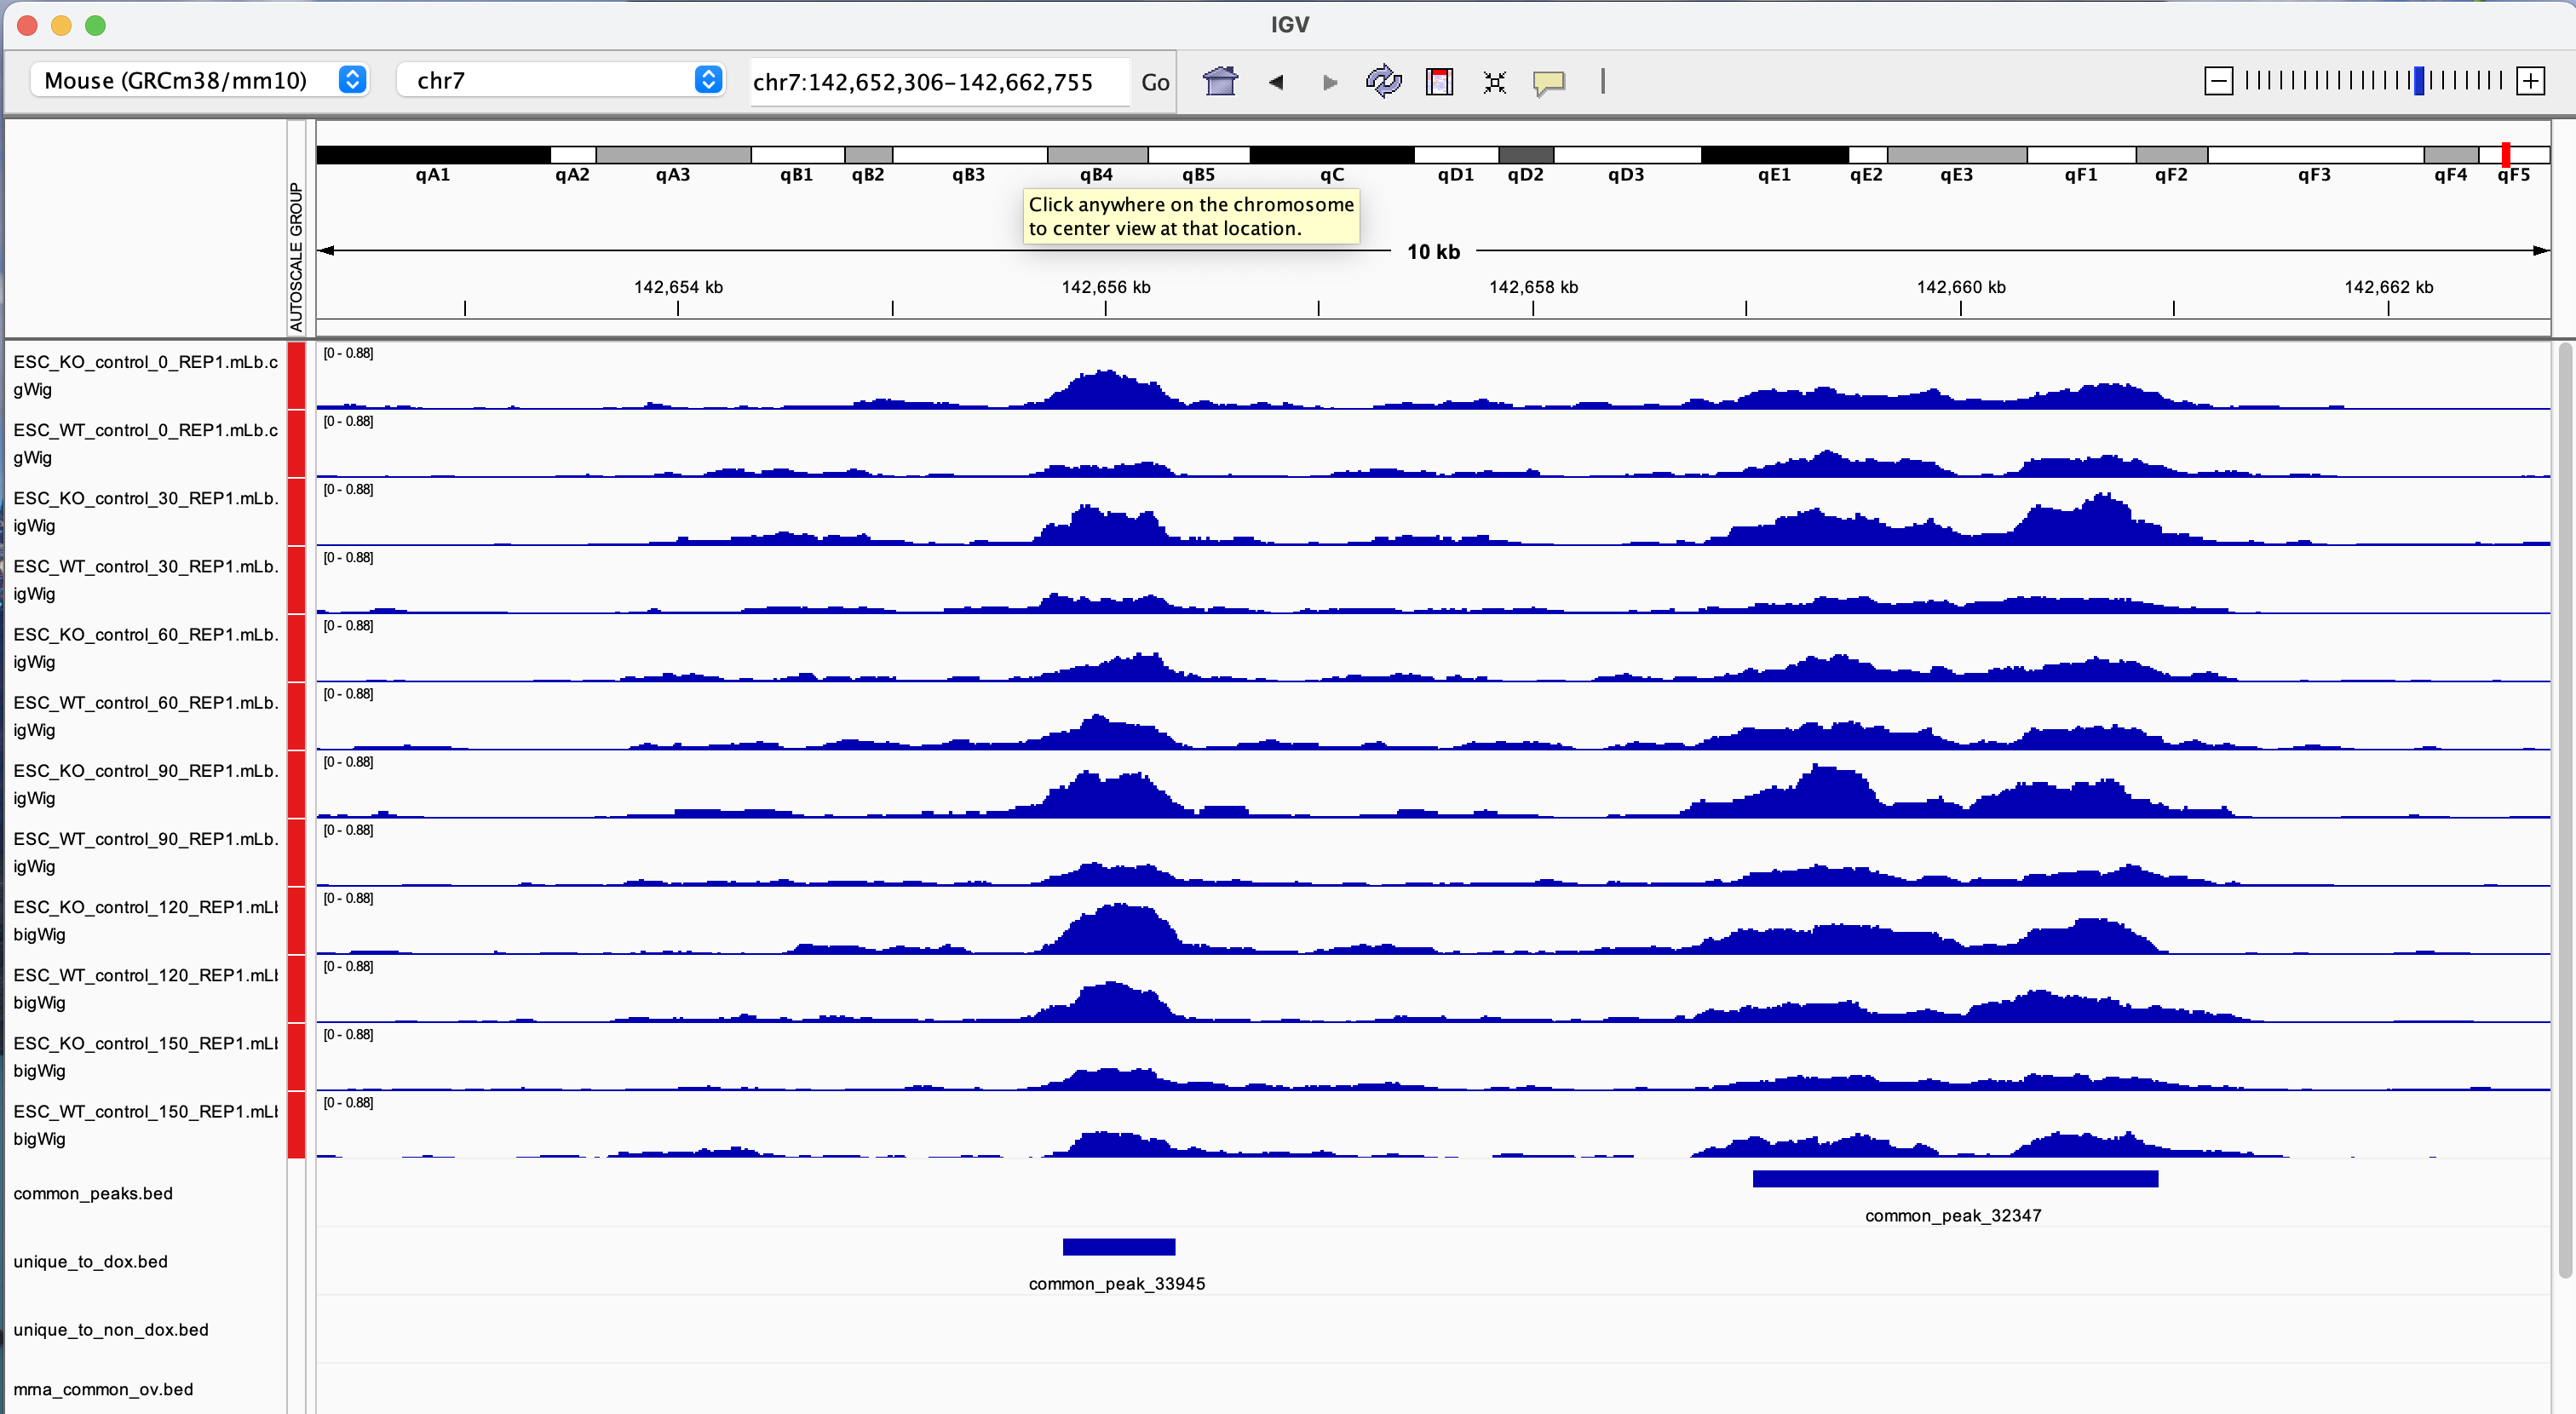 IGV
Mouse (GRCm38/mm10)
chr7
chr7:142,652,306-142,662,755
Go
qA1 qA2 qA3 qB1 qB2 qB3 qB4 qB5 qC qD1 qD2 qD3 qE1 qE2 qE3 qF1 qF2 qF3 qF4 qF5
Click anywhere on the chromosome
to center view at that location.
AUTOSCALE GROUP
10 kb
142,654 kb 142,656 kb 142,658 kb 142,660 kb 142,662 kb
ESC_KO_control_0_REP1.mLb.c
gWig
[0 - 0.88]
ESC_WT_control_0_REP1.mLb.c
gWig
[0 - 0.88]
ESC_KO_control_30_REP1.mLb.
igWig
[0 - 0.88]
ESC_WT_control_30_REP1.mLb.
igWig
[0 - 0.88]
ESC_KO_control_60_REP1.mLb.
igWig
[0 - 0.88]
ESC_WT_control_60_REP1.mLb.
igWig
[0 - 0.88]
ESC_KO_control_90_REP1.mLb.
igWig
[0 - 0.88]
ESC_WT_control_90_REP1.mLb.
igWig
[0 - 0.88]
ESC_KO_control_120_REP1.mLb
bigWig
[0 - 0.88]
ESC_WT_control_120_REP1.mLb
bigWig
[0 - 0.88]
ESC_KO_control_150_REP1.mLb
bigWig
[0 - 0.88]
ESC_WT_control_150_REP1.mLb
bigWig
[0 - 0.88]
common_peaks.bed
common_peak_32347
unique_to_dox.bed
common_peak_33945
unique_to_non_dox.bed
mrna_common_ov.bed